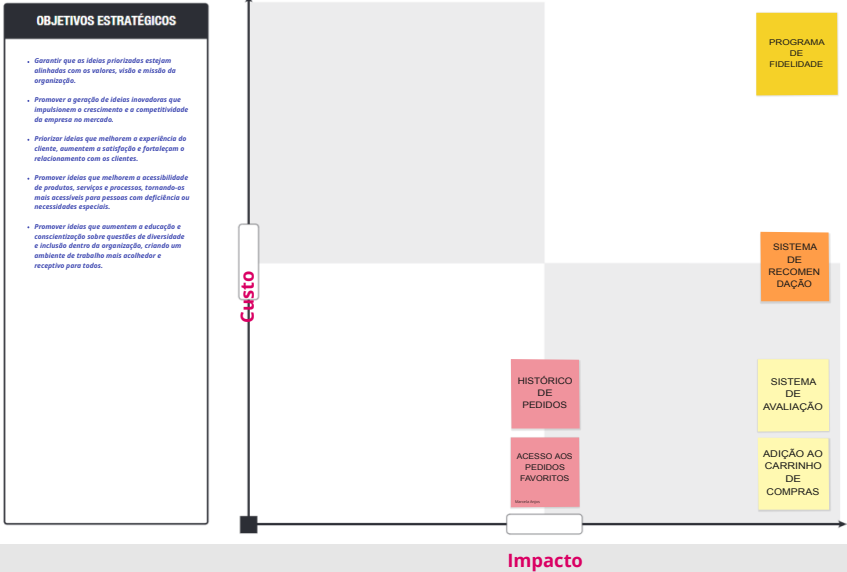 OBJETIVOS ESTRATÉGICOS
• Garantir que as ideias priorizadas estejam
alinhadas com os valores, visão e missão da
organização.
• Promover a geração de ideias inovadoras que
impulsionem o crescimento e a competitividade
da empresa no mercado.
• Priorizar ideias que melhorem a experiência do
cliente, aumentem a satisfação e fortaleçam o
relacionamento com os clientes.
• Promover ideias que melhorem a acessibilidade
de produtos, serviços e processos, tornando-os
mais acessíveis para pessoas com deficiência ou
necessidades especiais.
• Promover ideias que aumentem a educação e
conscientização sobre questões de diversidade
e inclusão dentro da organização, criando um
ambiente de trabalho mais acolhedor e
receptivo para todos.
Custo
PROGRAMA
DE
FIDELIDADE
SISTEMA
DE
RECOMEN
DAÇÃO
HISTÓRICO
DE
PEDIDOS
SISTEMA
DE
AVALIAÇÃO
ACESSO AOS
PEDIDOS
FAVORITOS
ADIÇÃO AO
CARRINHO
DE
COMPRAS
Impacto